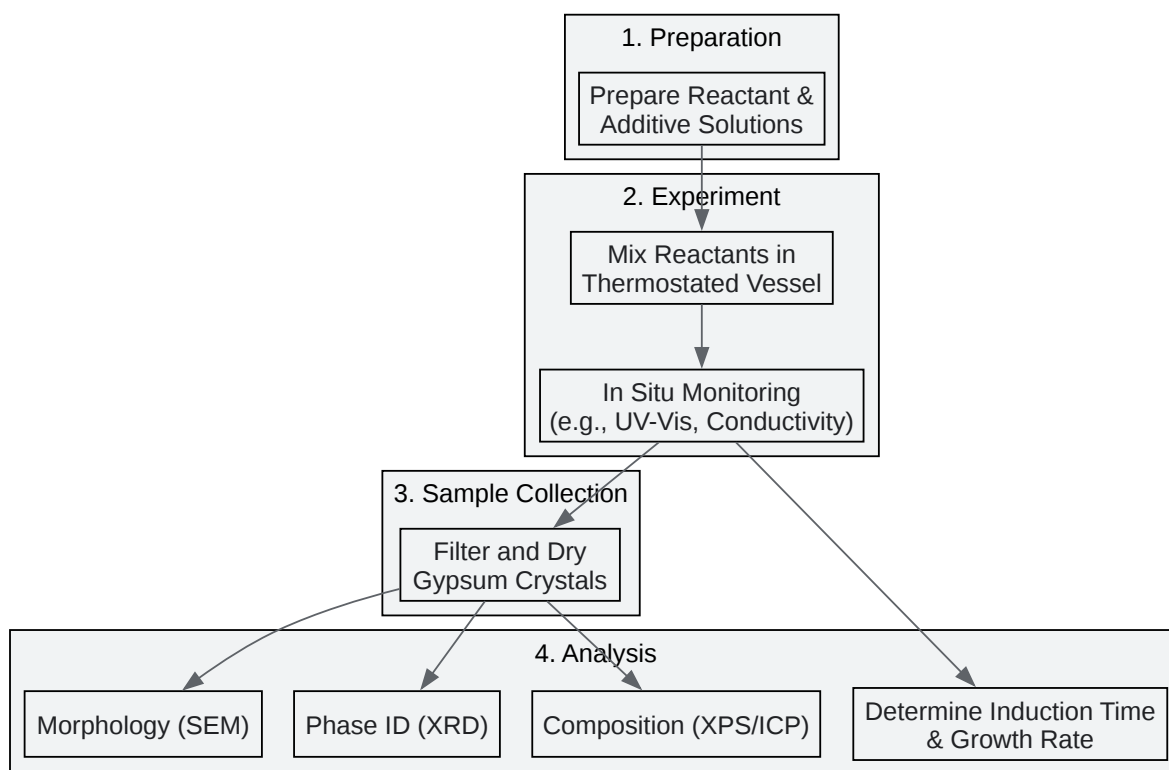 1. Preparation
Prepare Reactant &
Additive Solutions
2. Experiment
Mix Reactants in
Thermostated Vessel
In Situ Monitoring
(e.g., UV-Vis, Conductivity)
3. Sample Collection
Filter and Dry
Gypsum Crystals
4. Analysis
Morphology (SEM)
Phase ID (XRD)
Composition (XPS/ICP)
Determine Induction Time
& Growth Rate